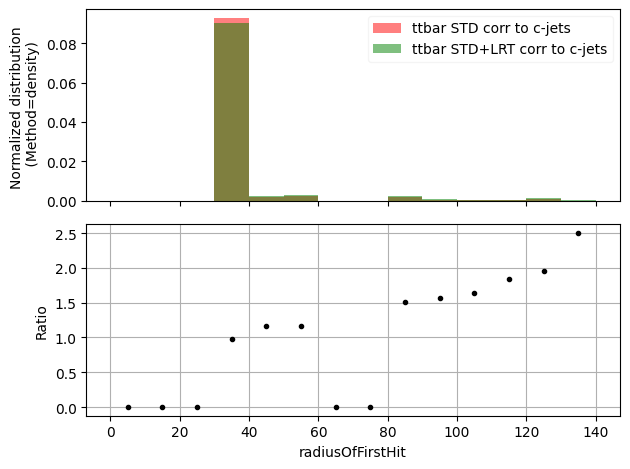 Normalized distribution
(Method=density)
0.08
0.06
0.04
0.02
0.00
ttbar STD corr to c-jets
ttbar STD+LRT corr to c-jets
Ratio
2.5
2.0
1.5
1.0
0.5
0.0
0 20 40 60 80 100 120 140
radiusOfFirstHit